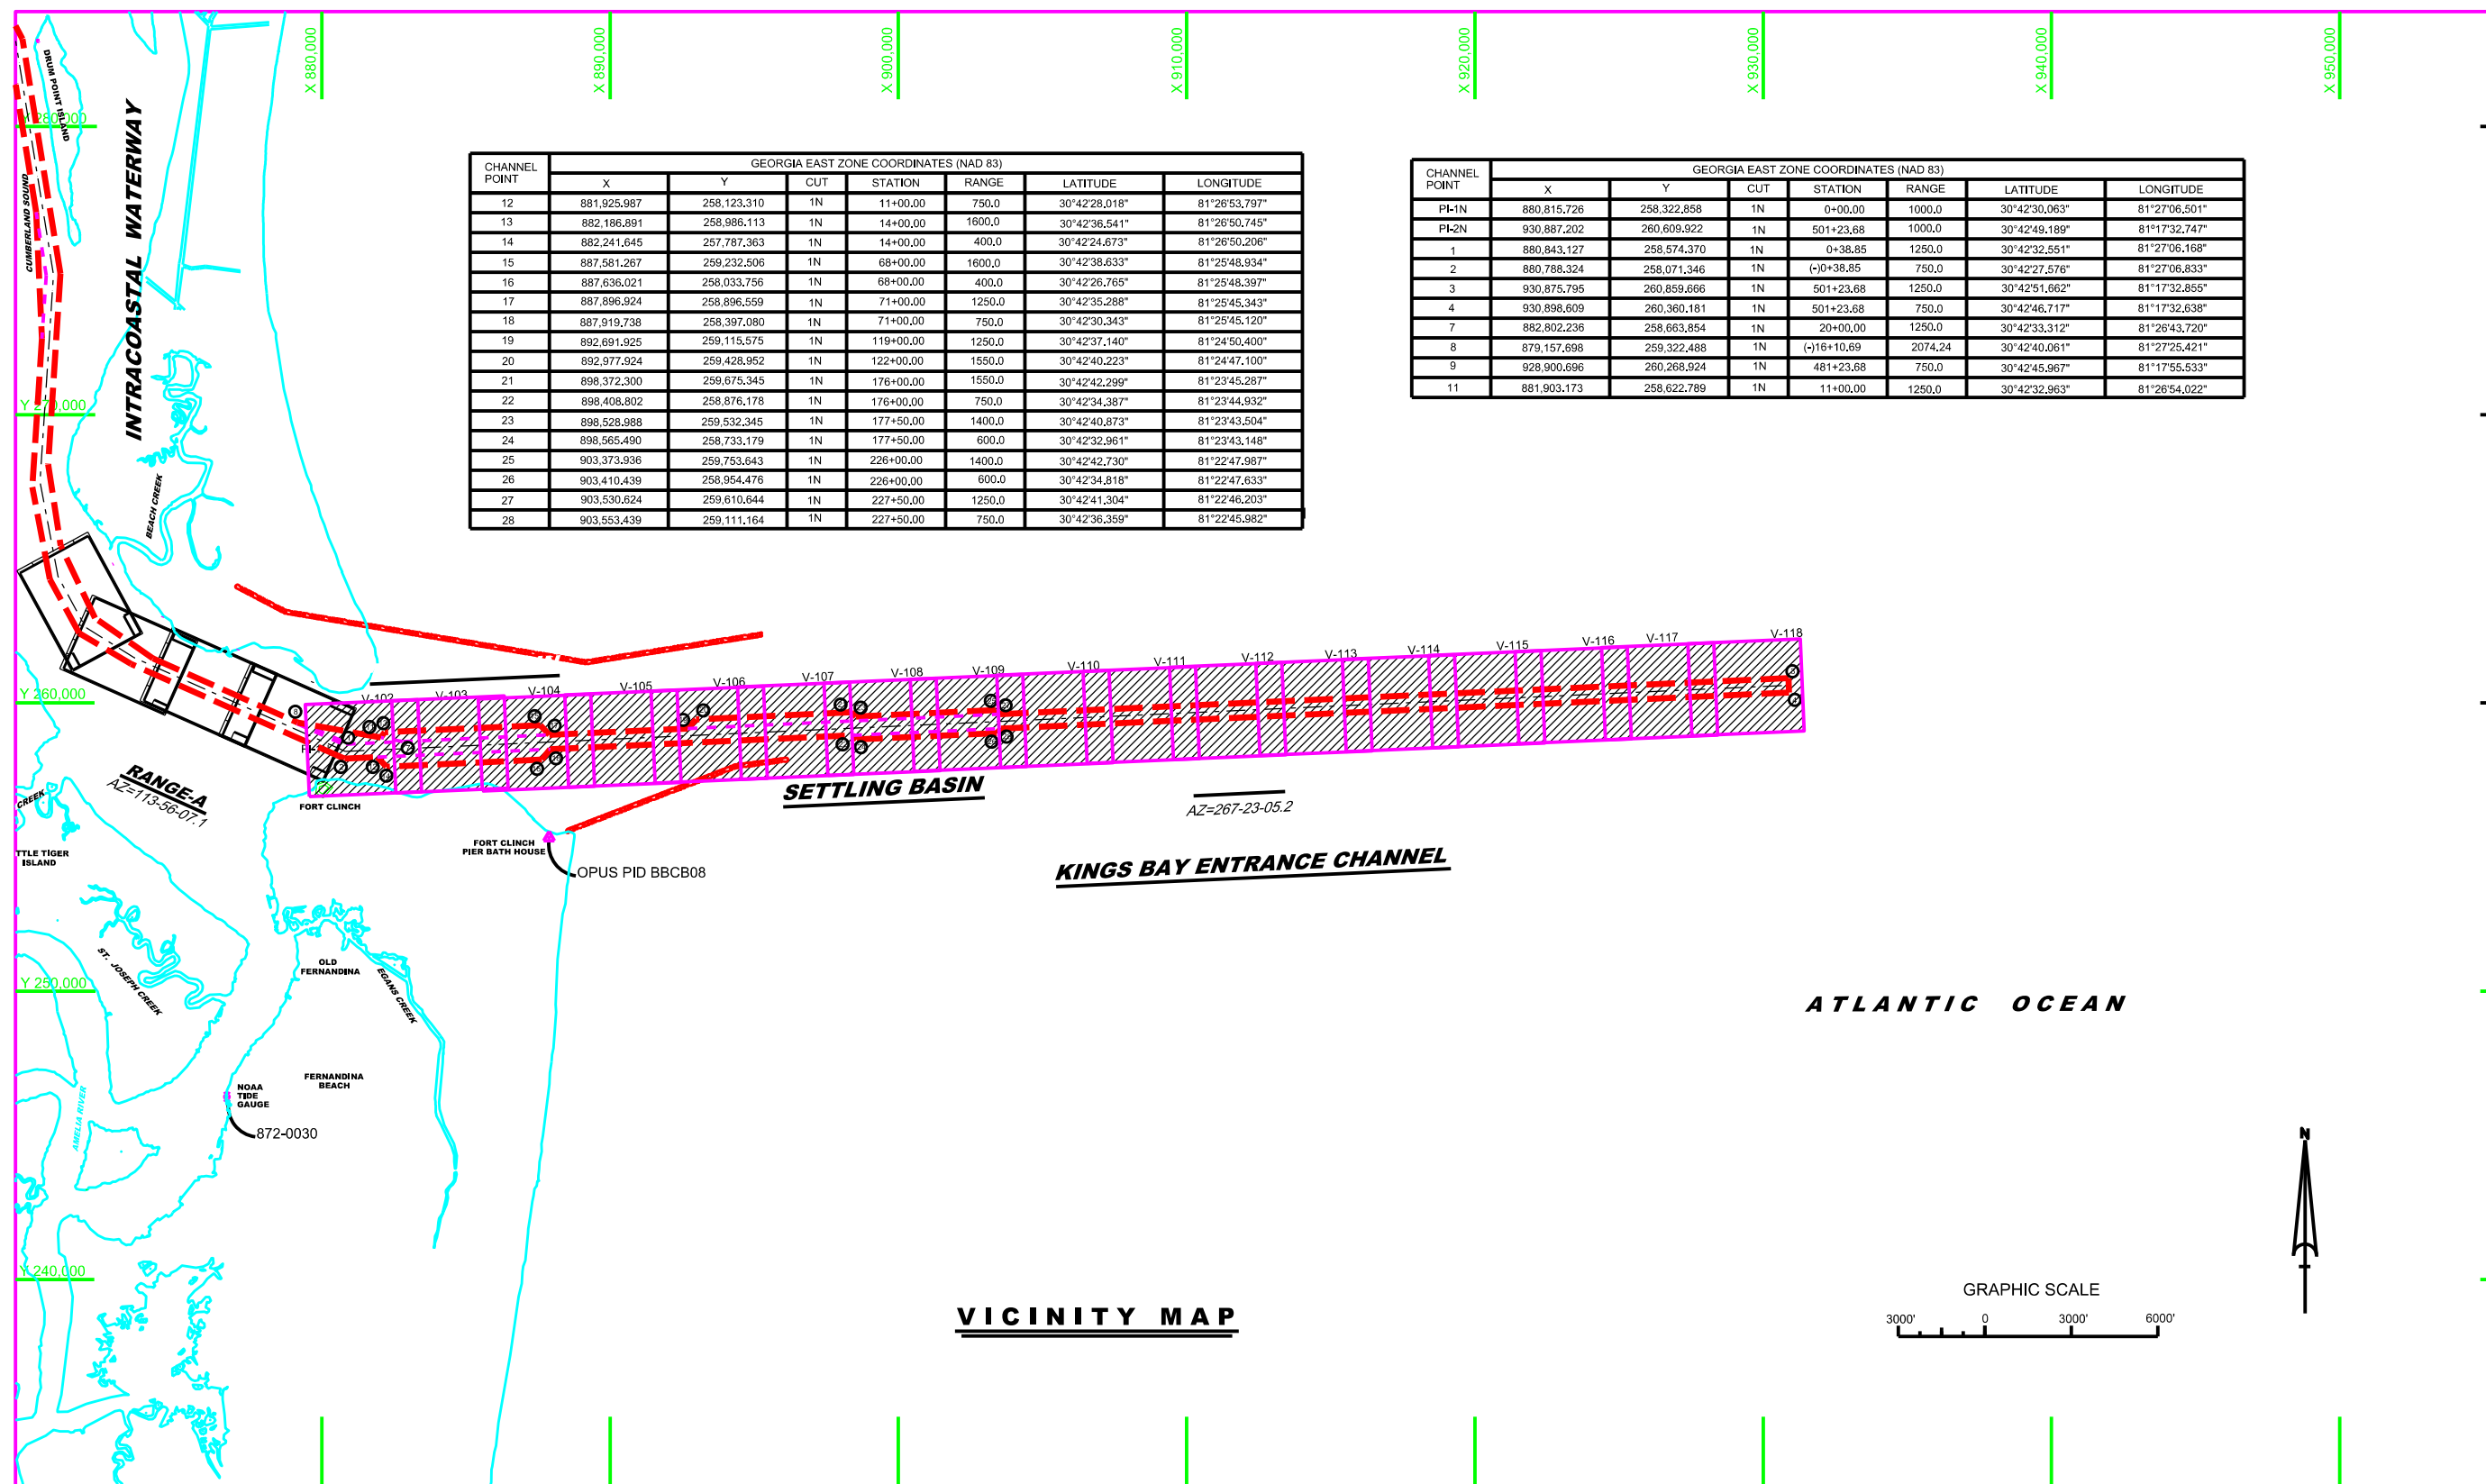 X 880,000
X 890,000
X 900,000
X 910,000
X 920,000
X 930,000
X 940,000
X 950,000
DRUM POINT ISLAND
INTRACOASTAL WATERWAY
CUMBERLAND SOUND
BEACH CREEK
Y 280,000
Y 270,000
Y 260,000
Y 250,000
Y 240,000
CHANNEL POINT GEORGIA EAST ZONE COORDINATES (NAD 83)
X Y CUT STATION RANGE LATITUDE LONGITUDE
12 881,925.987 258,123.310 1N 11+00.00 750.0 30°42'28.018" 81°26'53.797"
13 882,186.891 258,986.113 1N 14+00.00 1600.0 30°42'36.541" 81°26'50.745"
14 882,241.645 257,787.363 1N 14+00.00 400.0 30°42'24.673" 81°26'50.206"
15 887,581.267 259,232.506 1N 68+00.00 1600.0 30°42'38.633" 81°25'48.934"
16 887,636.021 258,033.756 1N 68+00.00 400.0 30°42'26.765" 81°25'48.397"
17 887,896.924 258,896.559 1N 71+00.00 1250.0 30°42'35.288" 81°25'45.343"
18 887,919.738 258,397.080 1N 71+00.00 750.0 30°42'30.343" 81°25'45.120"
19 892,691.925 259,115.575 1N 119+00.00 1250.0 30°42'37.140" 81°24'50.400"
20 892,977.924 259,428.952 1N 122+00.00 1550.0 30°42'40.223" 81°24'47.100"
21 898,372.300 259,675.345 1N 176+00.00 1550.0 30°42'42.299" 81°23'45.287"
22 898,408.802 258,876.178 1N 176+00.00 750.0 30°42'34.387" 81°23'44.932"
23 898,528.988 259,532.345 1N 177+50.00 1400.0 30°42'40.873" 81°23'43.504"
24 898,565.490 258,733.179 1N 177+50.00 600.0 30°42'32.961" 81°23'43.148"
25 903,373.936 259,753.643 1N 226+00.00 1400.0 30°42'42.730" 81°22'47.987"
26 903,410.439 258,954.476 1N 226+00.00 600.0 30°42'34.818" 81°22'47.633"
27 903,530.624 259,610.644 1N 227+50.00 1250.0 30°42'41.304" 81°22'46.203"
28 903,553.439 259,111.164 1N 227+50.00 750.0 30°42'36.359" 81°22'45.982"
CHANNEL POINT GEORGIA EAST ZONE COORDINATES (NAD 83)
X Y CUT STATION RANGE LATITUDE LONGITUDE
PI-1N 880,815.726 258,322.858 1N 0+00.00 1000.0 30°42'30.063" 81°27'06.501"
PI-2N 930,887.202 260,609.922 1N 501+23.68 1000.0 30°42'49.189" 81°17'32.747"
1 880,843.127 258,574.370 1N 0+38.85 1250.0 30°42'32.551" 81°27'06.168"
2 880,788.324 258,071.346 1N (-)0+38.85 750.0 30°42'27.576" 81°27'06.833"
3 930,875.795 260,859.666 1N 501+23.68 1250.0 30°42'51.662" 81°17'32.855"
4 930,898.609 260,360.181 1N 501+23.68 750.0 30°42'46.717" 81°17'32.638"
7 882,802.236 258,663.854 1N 20+00.00 1250.0 30°42'33.312" 81°26'43.720"
8 879,157.698 259,322.488 1N (-)16+10.69 2074.24 30°42'40.061" 81°27'25.421"
9 928,900.696 260,268.924 1N 481+23.68 750.0 30°42'45.967" 81°17'55.533"
11 881,903.173 258,622.789 1N 11+00.00 1250.0 30°42'32.963" 81°26'54.022"
V-102
V-103
V-104
V-105
V-106
V-107
V-108
V-109
V-110
V-111
V-112
V-113
V-114
V-115
V-116
V-117
V-118
RANGE-A
AZ=113-56-07.1
CREEK
FORT CLINCH
FORT CLINCH
PIER BATH HOUSE
OPUS PID BBCB08
SETTLING BASIN
AZ=267-23-05.2
KINGS BAY ENTRANCE CHANNEL
TTLE TIGER
ISLAND
ST. JOSEPH CREEK
OLD
FERNANDINA
EGANS CREEK
ATLANTIC OCEAN
AMELIA RIVER
NOAA
TIDE
GAUGE
872-0030
FERNANDINA
BEACH
VICINITY MAP
N
GRAPHIC SCALE
3000' 0 3000' 6000'